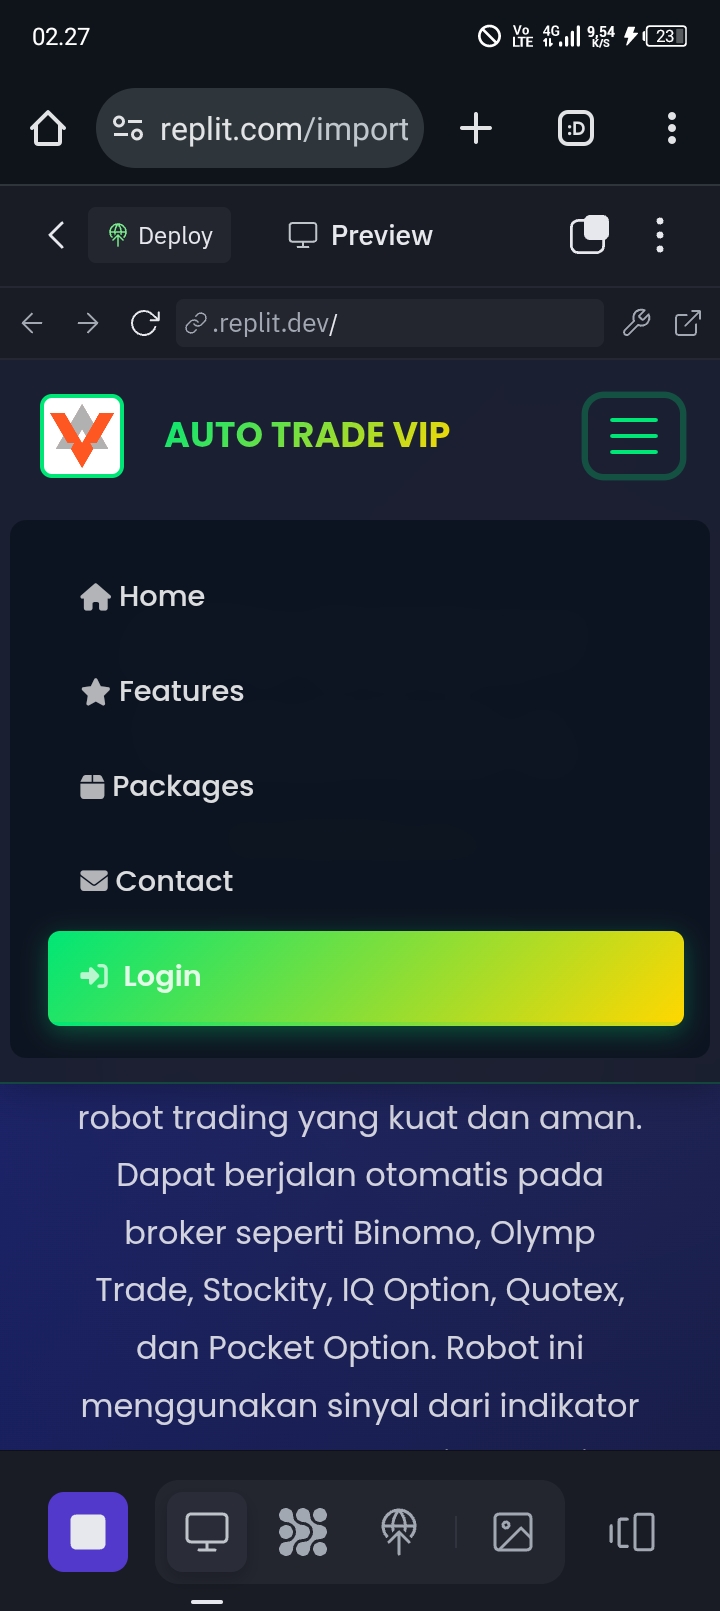 02.27
Vo LTE 4G 9,54 K/S 23
replit.com/import
:D
Deploy
Preview
.replit.dev/
AUTO TRADE VIP
Home
Features
Packages
Contact
Login
robot trading yang kuat dan aman.
Dapat berjalan otomatis pada
broker seperti Binomo, Olymp
Trade, Stockity, IQ Option, Quotex,
dan Pocket Option. Robot ini
menggunakan sinyal dari indikator